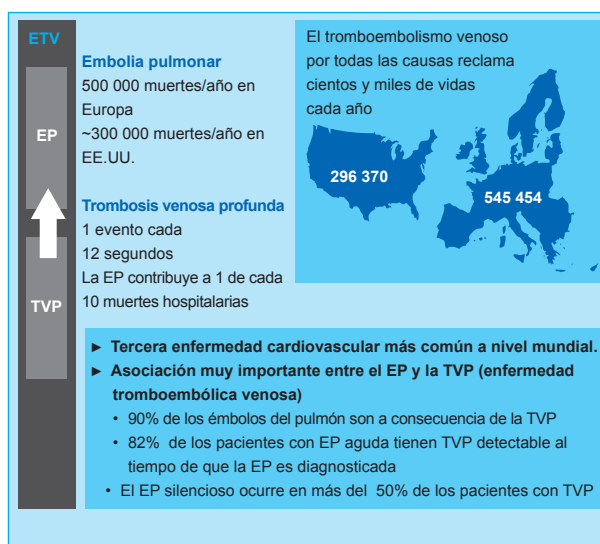 ETV
EP
TVP
Embolia pulmonar
500 000 muertes/año en
Europa
~300 000 muertes/año en
EE.UU.
Trombosis venosa profunda
1 evento cada
12 segundos
La EP contribuye a 1 de cada
10 muertes hospitalarias
El tromboembolismo venoso
por todas las causas reclama
cientos y miles de vidas
cada año
296 370
545 454
► Tercera enfermedad cardiovascular más común a nivel mundial.
► Asociación muy importante entre el EP y la TVP (enfermedad
tromboembólica venosa)
• 90% de los émbolos del pulmón son a consecuencia de la TVP
• 82% de los pacientes con EP aguda tienen TVP detectable al
tiempo de que la EP es diagnosticada
• El EP silencioso ocurre en más del 50% de los pacientes con TVP